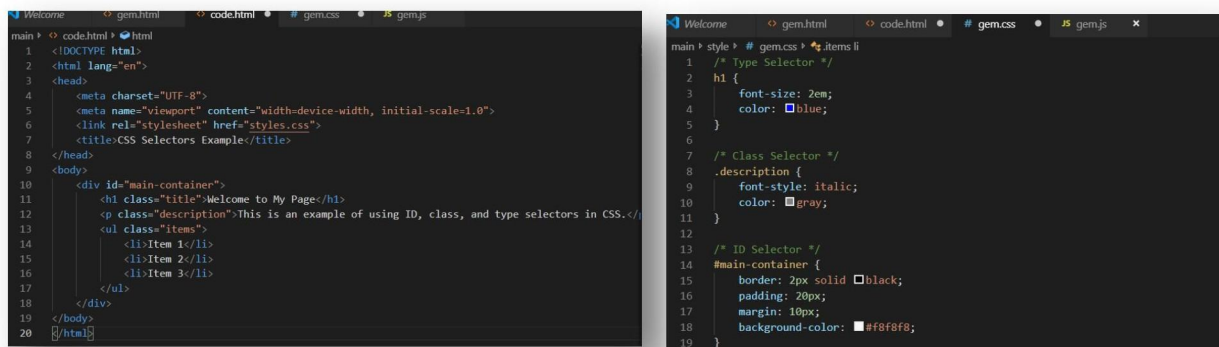 Welcome gem.html code.html # gem.css JS gem.js
main code.html html
1 <!DOCTYPE html>
2 <html lang="en">
3 <head>
4 <meta charset="UTF-8">
5 <meta name="viewport" content="width=device-width, initial-scale=1.0">
6 <link rel="stylesheet" href="styles.css">
7 <title>CSS Selectors Example</title>
8 </head>
9 <body>
10 <div id="main-container">
11 <h1 class="title">Welcome to My Page</h1>
12 <p class="description">This is an example of using ID, class, and type selectors in CSS.</
13 <ul class="items">
14 <li>Item 1</li>
15 <li>Item 2</li>
16 <li>Item 3</li>
17 </ul>
18 </div>
19 </body>
20 </html>
Welcome gem.html code.html # gem.css JS gem.js
main style # gem.css .items li
1 /* Type Selector */
2 h1 {
3 font-size: 2em;
4 color: blue;
5 }
6
7 /* Class Selector */
8 .description {
9 font-style: italic;
10 color: gray;
11 }
12
13 /* ID Selector */
14 #main-container {
15 border: 2px solid black;
16 padding: 20px;
17 margin: 10px;
18 background-color: #f8f8f8;
19 }